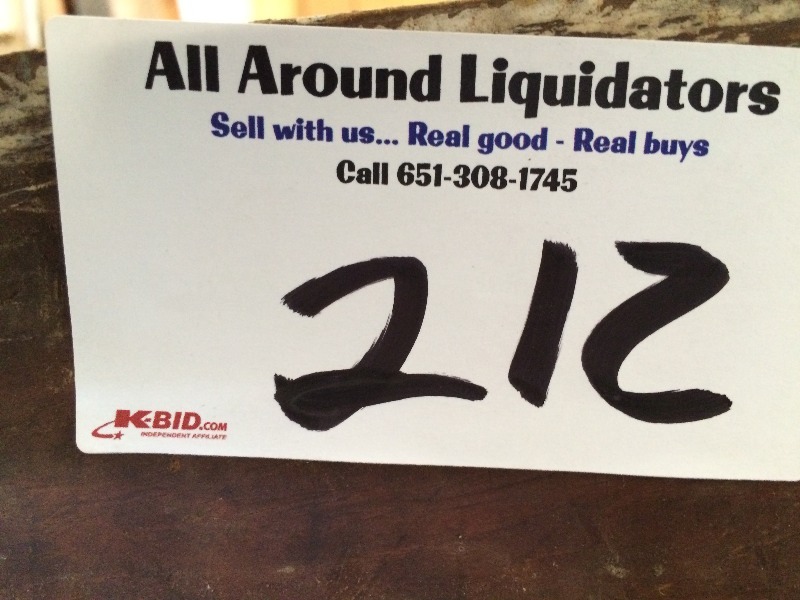 All Around Liquidators
Sell with us... Real good - Real buys
Call 651-308-1745
212
K-BID.COM
INDEPENDENT AFFILIATE